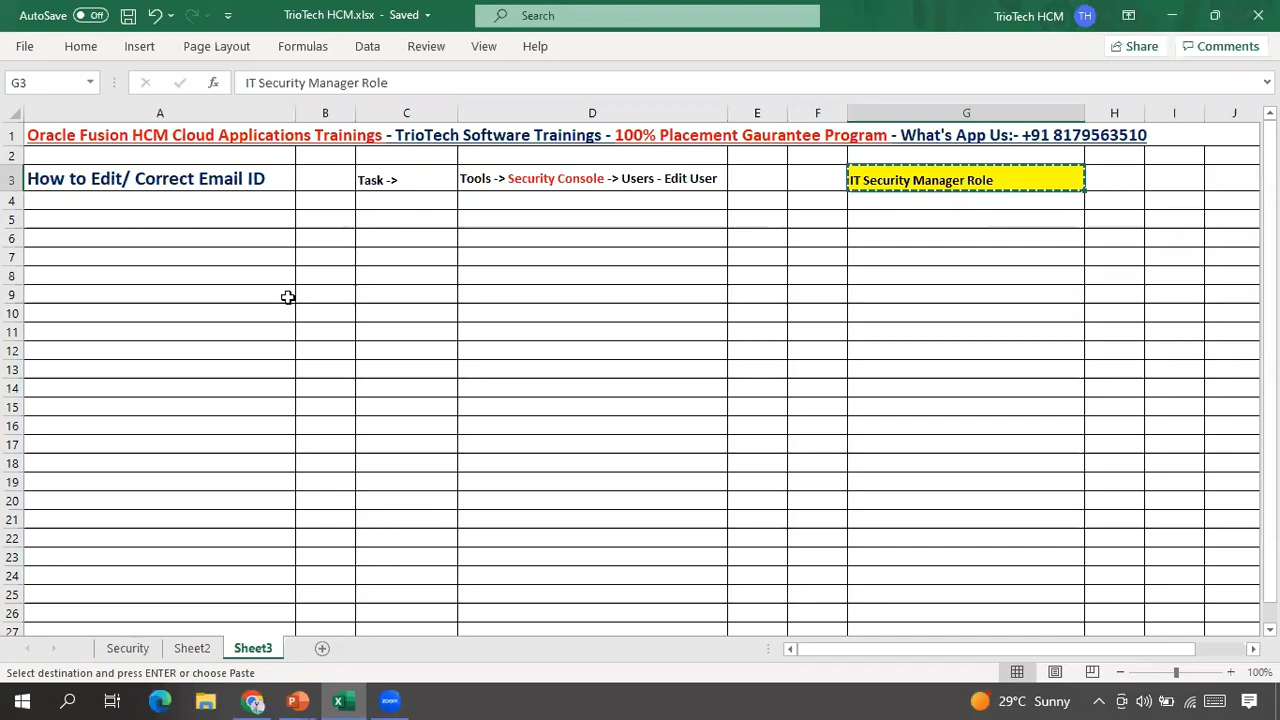 AutoSave Off TrioTech HCM.xlsx - Saved Search TrioTech HCM TH
File Home Insert Page Layout Formulas Data Review View Help Share Comments
G3 fx IT Security Manager Role
A B C D E F G H I J
1 Oracle Fusion HCM Cloud Applications Trainings - TrioTech Software Trainings - 100% Placement Gaurantee Program - What's App Us:- +91 8179563510
2
3 How to Edit/ Correct Email ID Task -> Tools -> Security Console -> Users - Edit User IT Security Manager Role
4
5
6
7
8
9
10
11
12
13
14
15
16
17
18
19
20
21
22
23
24
25
26
27
Security Sheet2 Sheet3
Select destination and press ENTER or choose Paste 100%
zoom 29°C Sunny